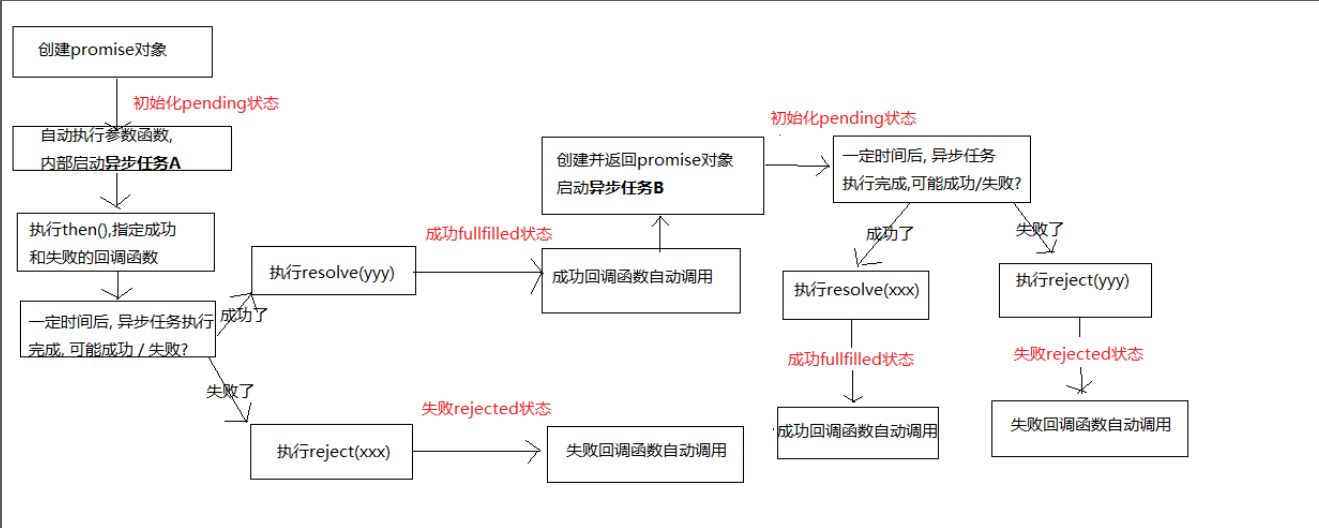 创建promise对象
初始化pending状态
自动执行参数函数,
内部启动异步任务A
执行then(),指定成功
和失败的回调函数
一定时间后, 异步任务执行
完成, 可能成功 / 失败?
成功了
执行resolve(yyy)
成功fullfilled状态
成功回调函数自动调用
失败了
执行reject(xxx)
失败rejected状态
失败回调函数自动调用
创建并返回promise对象
启动异步任务B
初始化pending状态
一定时间后, 异步任务
执行完成,可能成功/失败?
成功了
执行resolve(xxx)
成功fullfilled状态
成功回调函数自动调用
失败了
执行reject(yyy)
失败rejected状态
失败回调函数自动调用